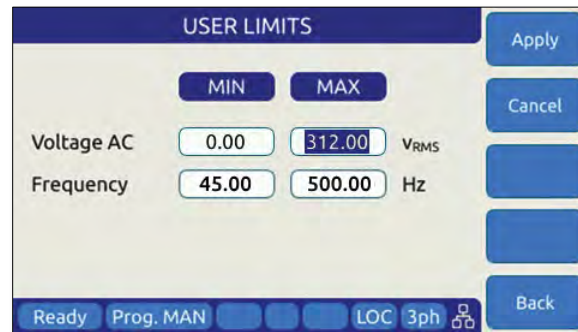 USER LIMITS
Apply
MIN MAX
Cancel
Voltage AC 0.00 312.00 VRMS
Frequency 45.00 500.00 Hz
Ready Prog. MAN LOC 3ph
Back